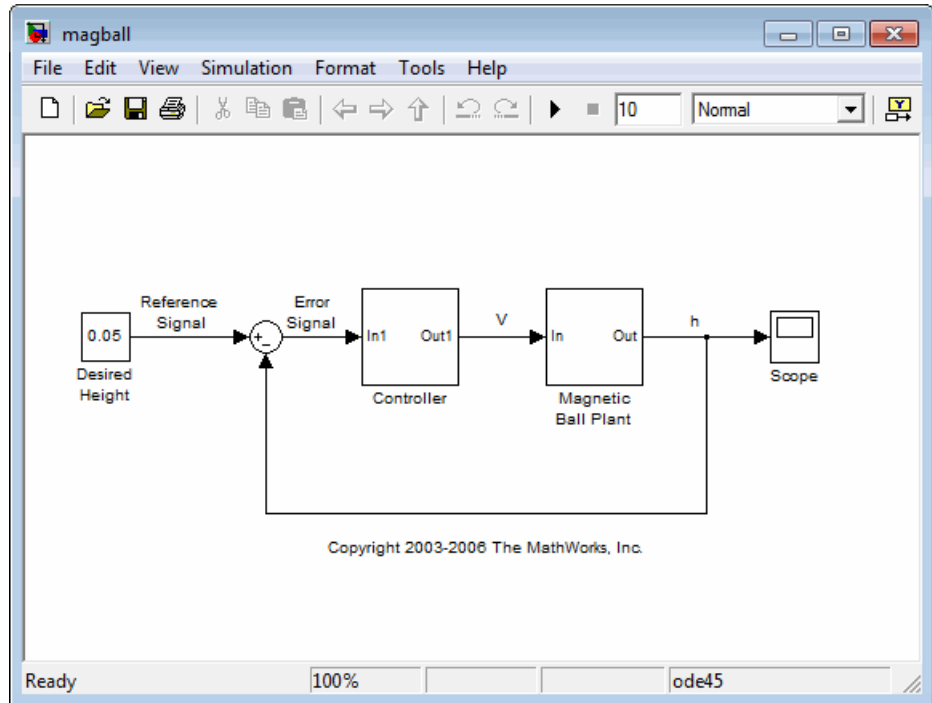 magball
File Edit View Simulation Format Tools Help
10 Normal
Reference
Signal
Error
Signal
0.05
Desired
Height
+
−
In1 Out1
Controller
V
In Out
Magnetic
Ball Plant
h
Scope
Copyright 2003-2006 The MathWorks, Inc.
Ready 100% ode45